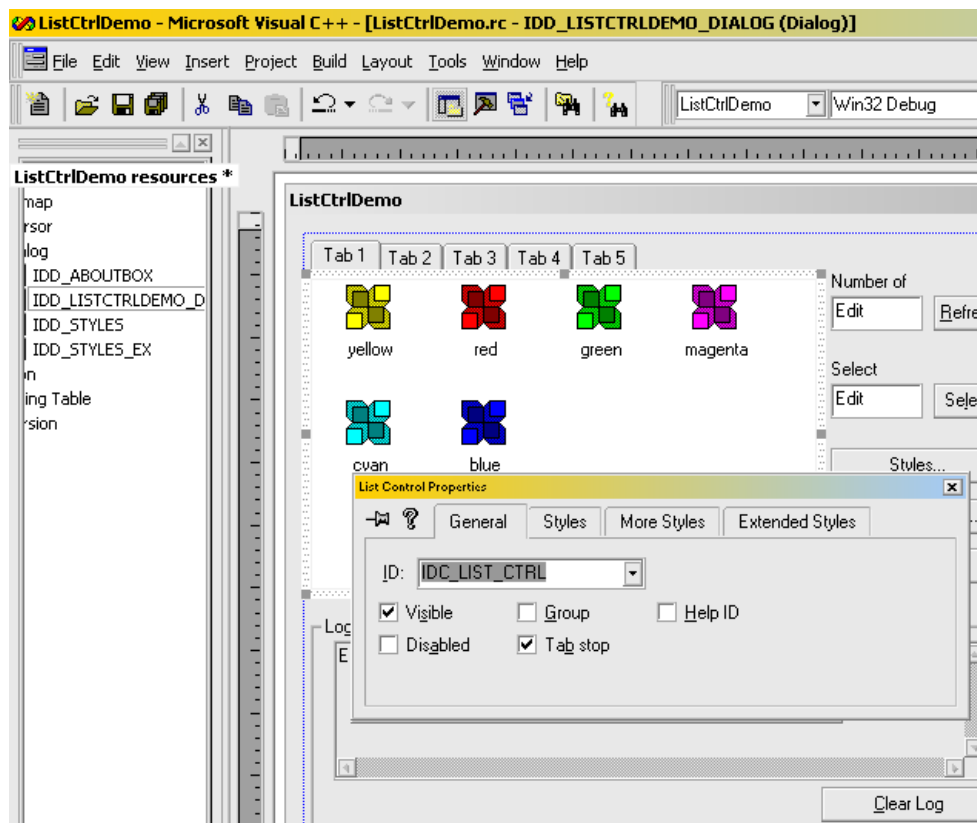 ListCtrlDemo - Microsoft Visual C++ - [ListCtrlDemo.rc - IDD_LISTCTRLDEMO_DIALOG (Dialog)]
File Edit View Insert Project Build Layout Tools Window Help
ListCtrlDemo Win32 Debug
ListCtrlDemo resources *
map
rsor
log
IDD_ABOUTBOX
IDD_LISTCTRLDEMO_D
IDD_STYLES
IDD_STYLES_EX
on
ing Table
rsion
ListCtrlDemo
Tab 1 Tab 2 Tab 3 Tab 4 Tab 5
yellow red green magenta
cyan blue
Number of
Edit Refre
Select
Edit Sele
Styles...
List Control Properties
General Styles More Styles Extended Styles
ID: IDC_LIST_CTRL
Visible Group Help ID
Disabled Tab stop
Log
E
Clear Log